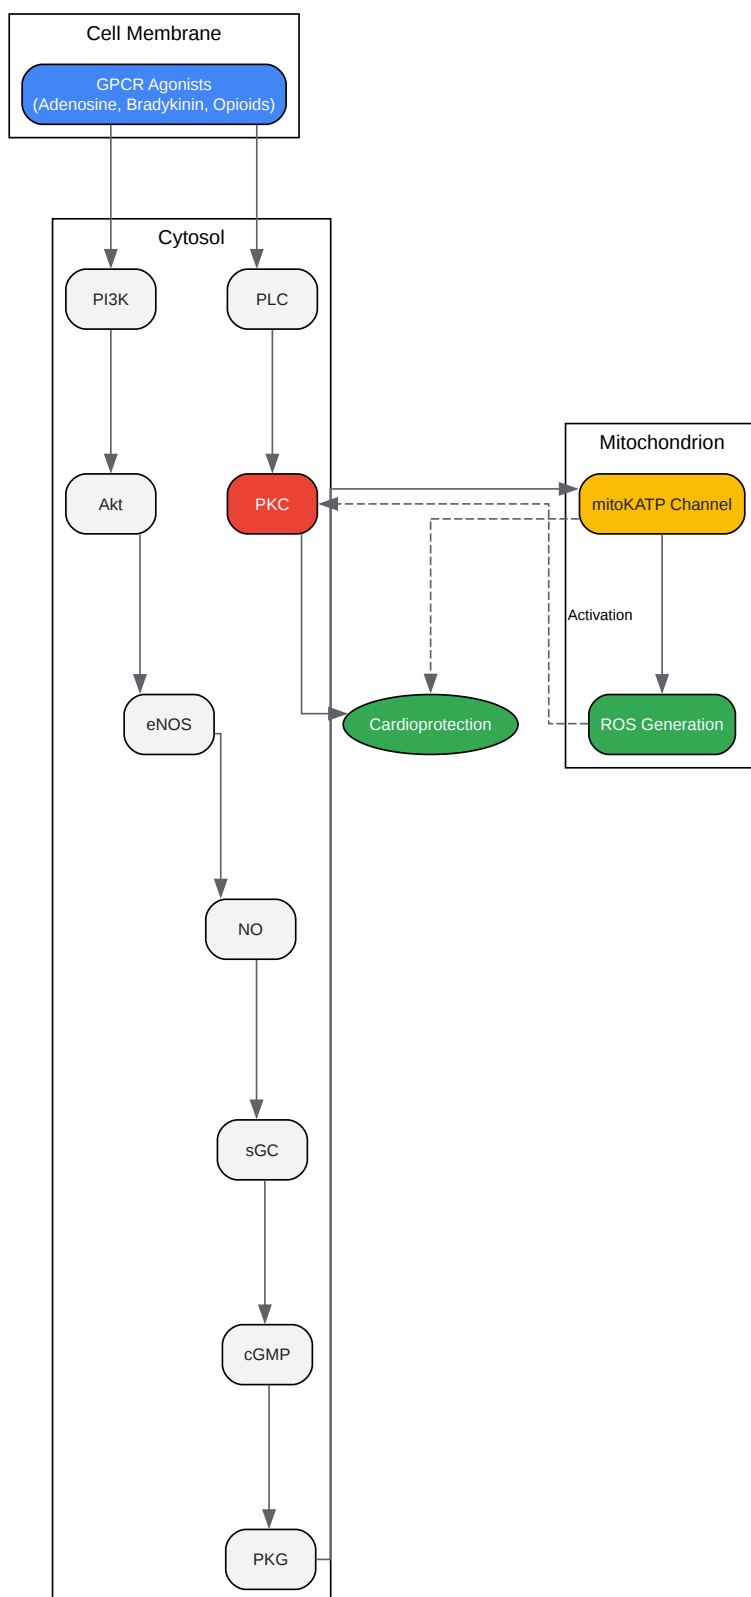 Cell Membrane
GPCR Agonists
(Adenosine, Bradykinin, Opioids)
Cytosol
PI3K
PLC
Mitochondrion
Akt
PKC
mitoKATP Channel
Activation
eNOS
Cardioprotection
ROS Generation
NO
sGC
cGMP
PKG